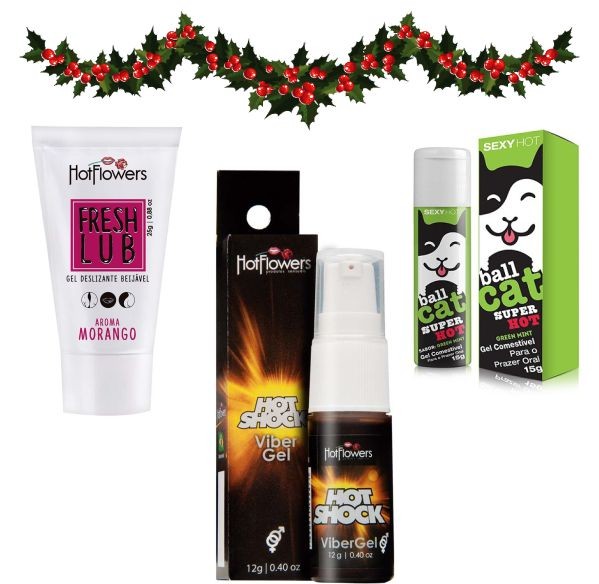 HotFlowers
FRESH
LUB
25g | 0,88 oz
GEL DESLIZANTE BEIJÁVEL
AROMA
MORANGO
HotFlowers
produtos sensuais
HOT
SHOCK
Viber
Gel
12g | 0.40 oz
HotFlowers
HOT
SHOCK
ViberGel
12 g | 0.40 oz
SEXY HOT
ball
cat
SUPER
HOT
SABOR: GREEN MINT
Gel Comestível
Para o Prazer Oral
15g
SEXY HOT
ball
cat
SUPER
HOT
GREEN MINT
Gel Comestível
Para o
Prazer Oral
15g